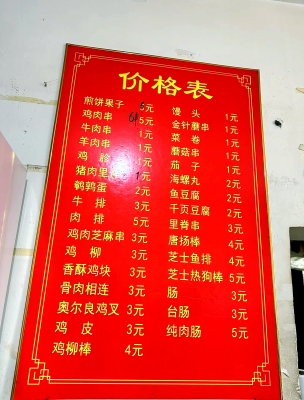 价格表
煎饼果子 5元
鸡肉串 5元
牛肉串 1元
羊肉串 1元
鸡胗 1元
猪肉里 1元
鹌鹑蛋 2元
牛排 3元
肉排 5元
鸡肉芝麻串 3元
鸡柳 3元
香酥鸡块 3元
骨肉相连 3元
奥尔良鸡叉 3元
鸡皮 3元
鸡柳棒 4元
馒头 1元
金针蘑串 1元
菜卷 1元
蘑菇串 1元
茄子 1元
海螺丸 2元
鱼豆腐 2元
千页豆腐 2元
里脊串 3元
唐扬棒 4元
芝士鱼排 4元
芝士热狗棒 5元
肠 3元
台肠 3元
纯肉肠 5元